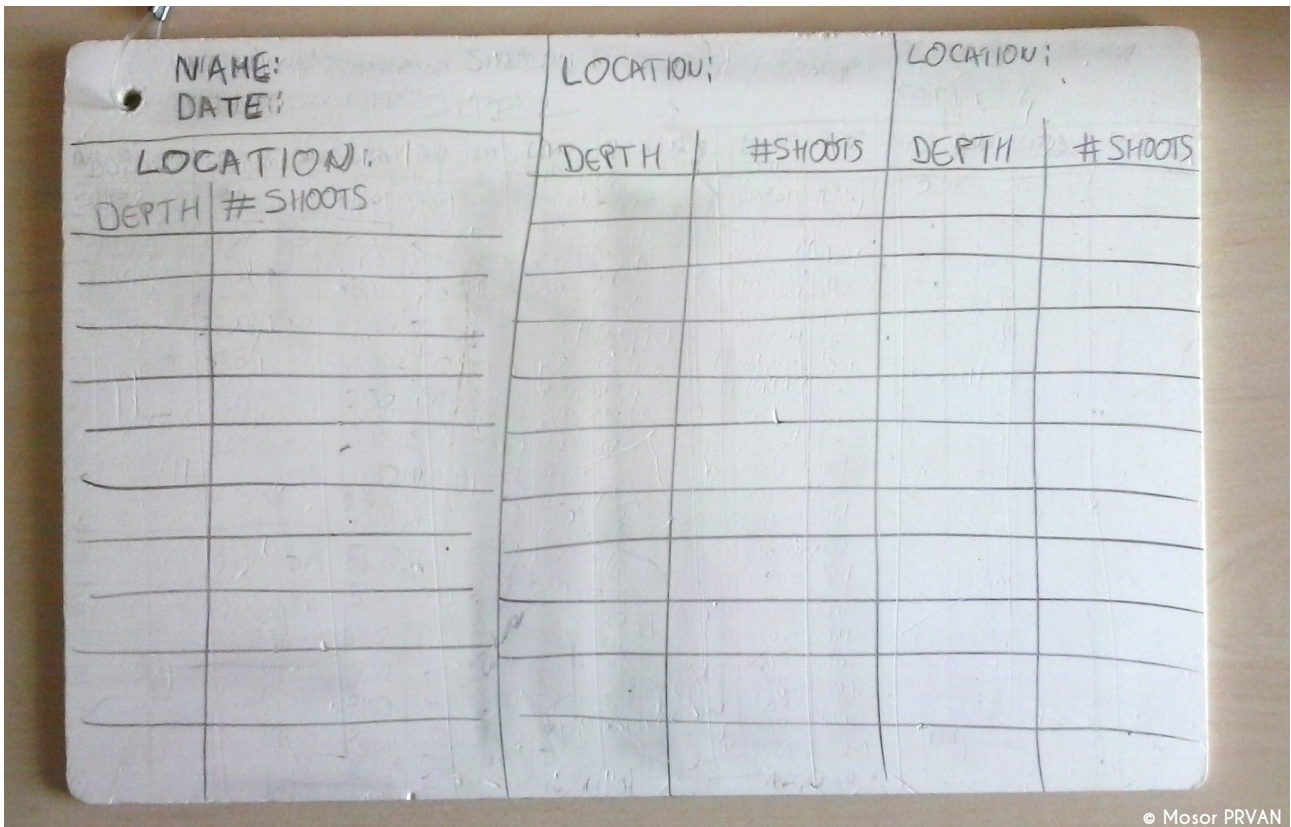 NAME:
DATE:
LOCATION:
DEPTH # SHOOTS
LOCATION:
DEPTH #SHOOTS
LOCATION:
DEPTH # SHOOTS
© Mosor PRVAN